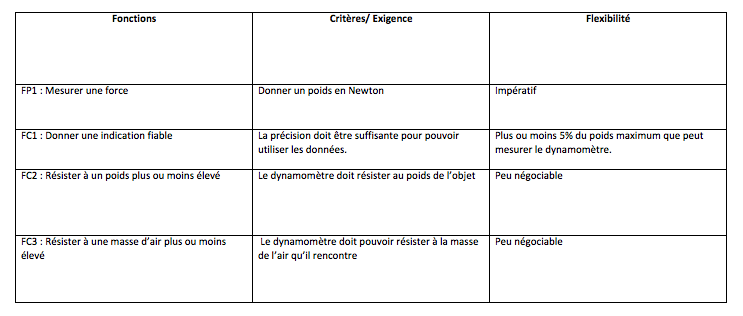 Fonctions
Critères/ Exigence
Flexibilité
FP1 : Mesurer une force
Donner un poids en Newton
Impératif
FC1 : Donner une indication fiable
La précision doit être suffisante pour pouvoir
utiliser les données.
Plus ou moins 5% du poids maximum que peut
mesurer le dynamomètre.
FC2 : Résister à un poids plus ou moins élevé
Le dynamomètre doit résister au poids de l'objet
Peu négociable
FC3 : Résister à une masse d'air plus ou moins
élevé
Le dynamomètre doit pouvoir résister à la masse
de l'air qu'il rencontre
Peu négociable